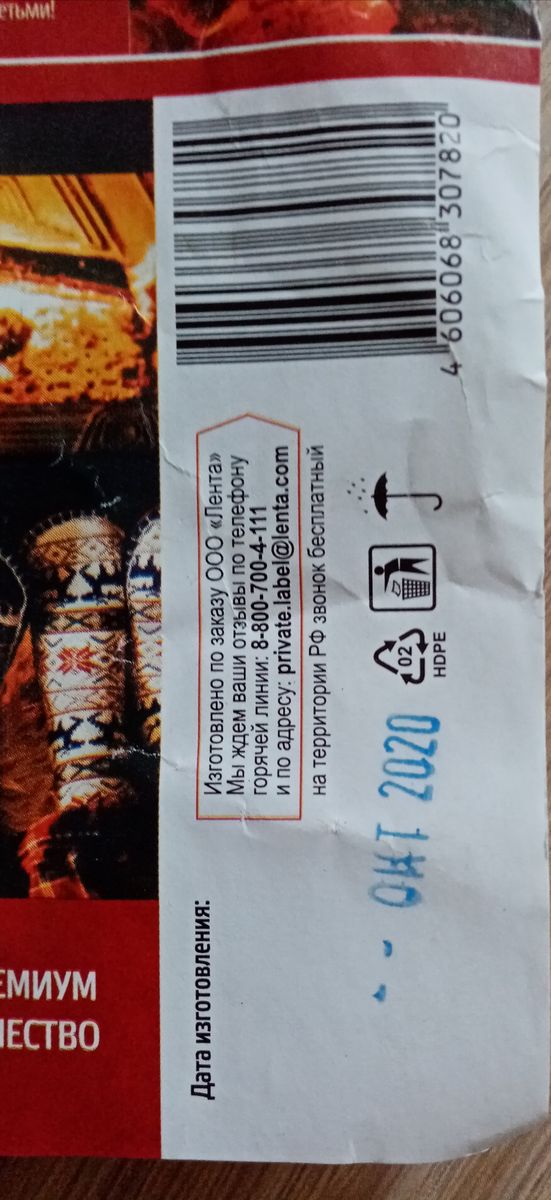 етьми!
4 606068 307820
Изготовлено по заказу ООО «Лента»
Мы ждем ваши отзывы по телефону
горячей линии: 8-800-700-4-111
и по адресу: private.label@lenta.com
на территории РФ звонок бесплатный
02
HDPE
Дата изготовления:
ОКТ 2020
ЕМИУМ
ЧЕСТВО